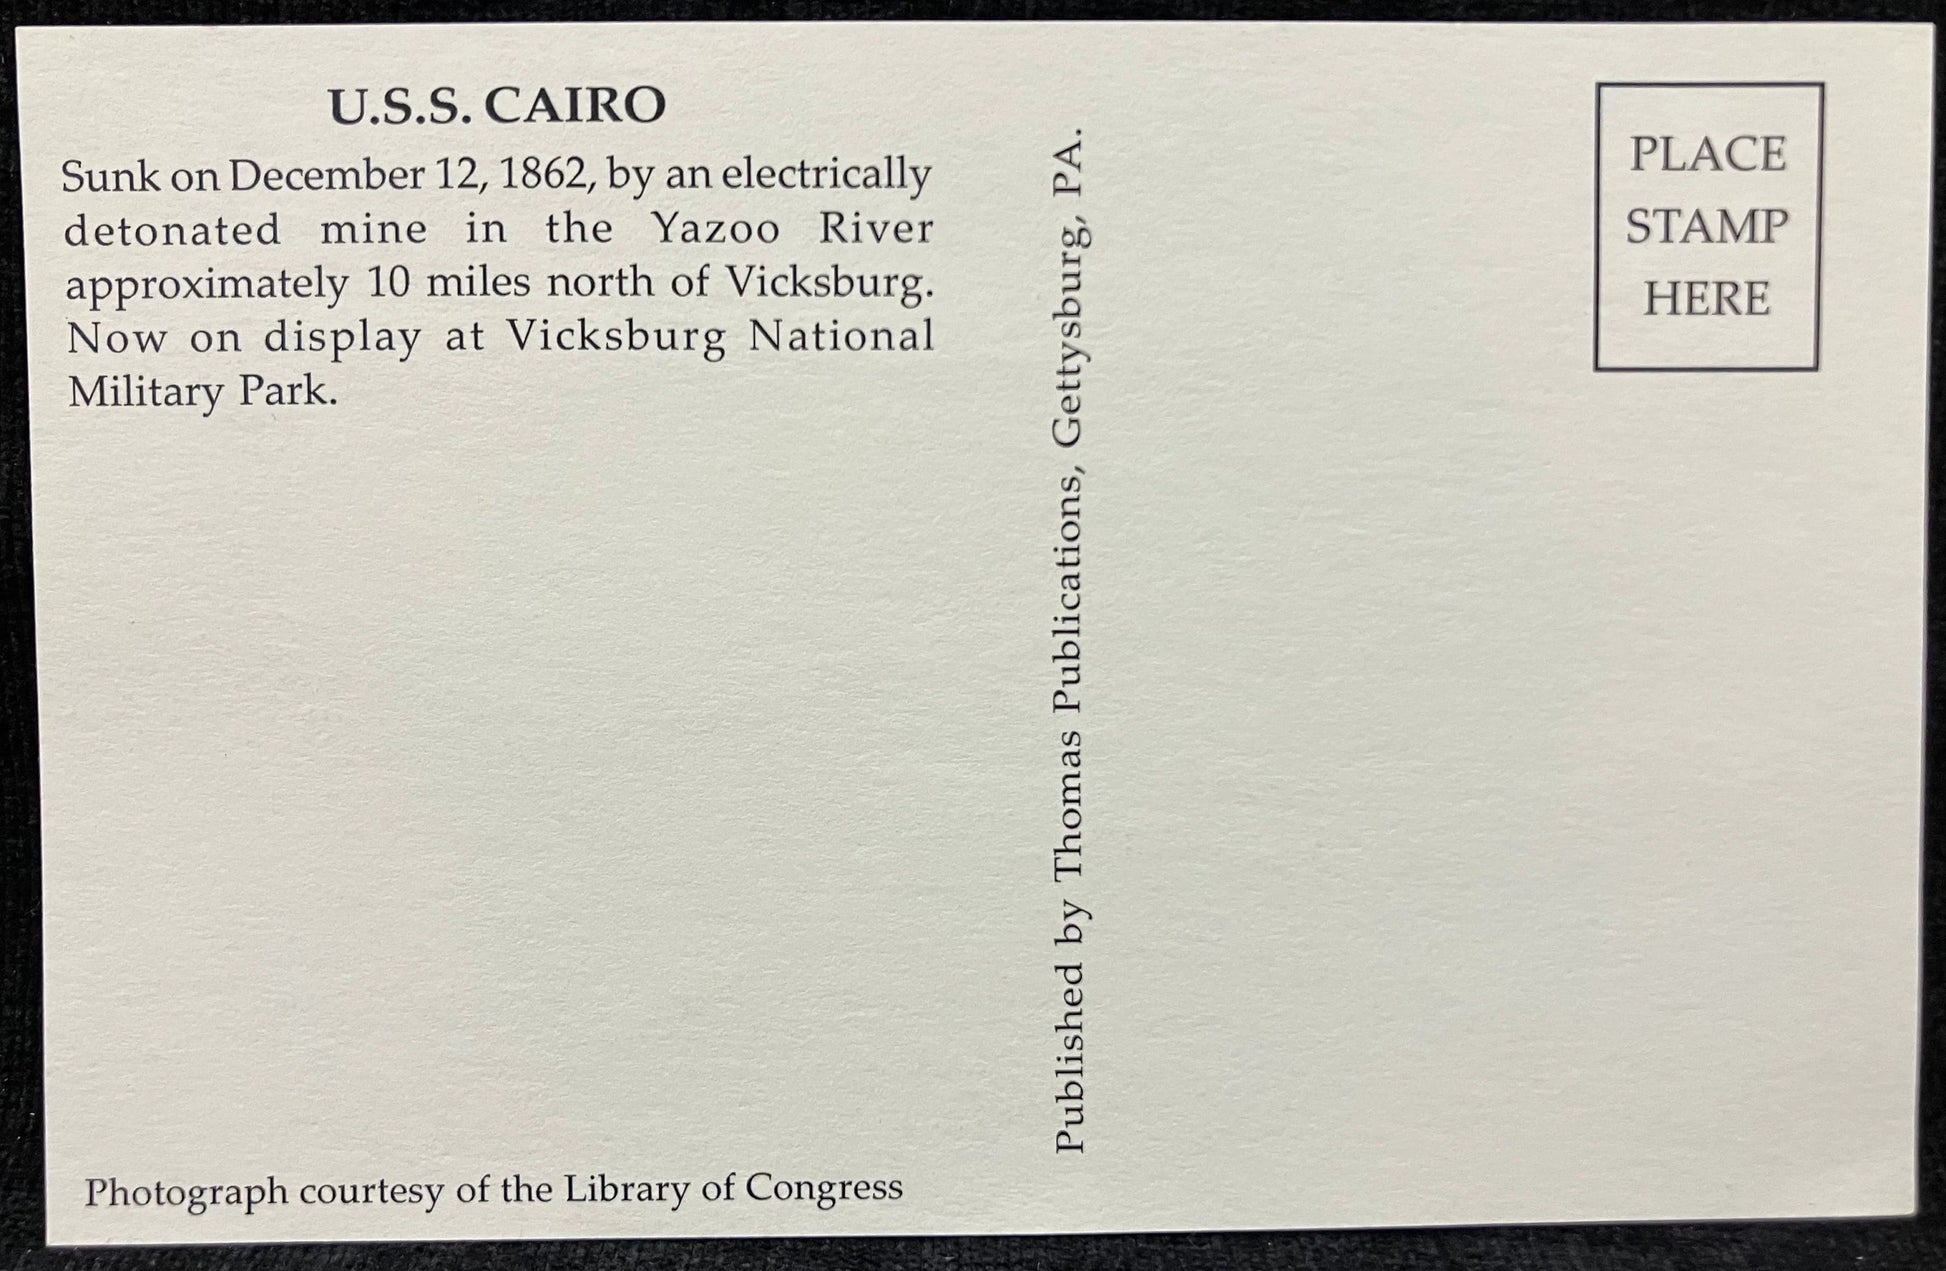 U.S.S. CAIRO
Sunk on December 12, 1862, by an electrically
detonated mine in the Yazoo River
approximately 10 miles north of Vicksburg.
Now on display at Vicksburg National
Military Park.
Photograph courtesy of the Library of Congress
Published by Thomas Publications, Gettysburg, PA.
PLACE
STAMP
HERE